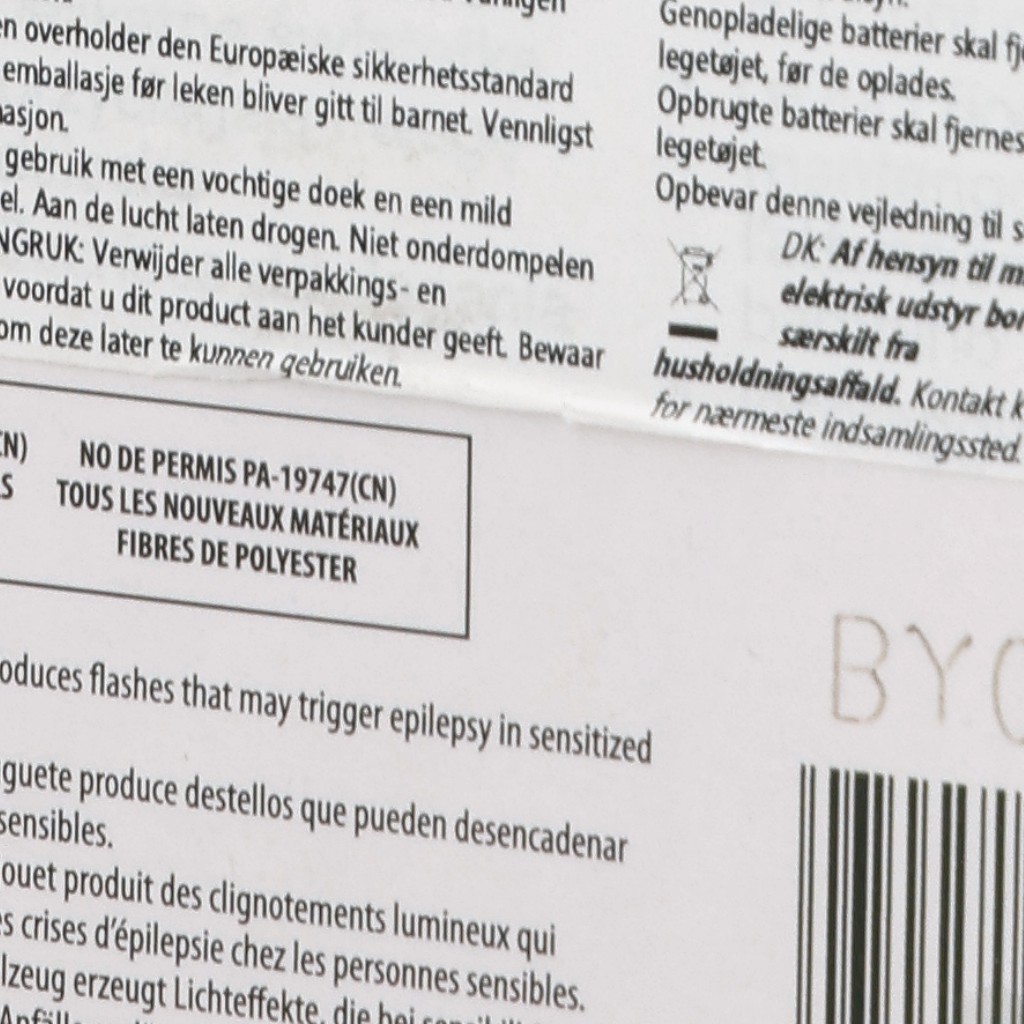 en overholder den Europæiske sikkerhetsstandard
emballasje før leken bliver gitt til barnet. Vennligst
asjon.
gebruik met een vochtige doek en een mild
el. Aan de lucht laten drogen. Niet onderdompelen
NGRUK: Verwijder alle verpakkings- en
voordat u dit product aan het kunder geeft. Bewaar
om deze later te kunnen gebruiken.
Genopladelige batterier skal fj
legetøjet, før de oplades.
Opbrugte batterier skal fjernes
legetøjet.
Opbevar denne vejledning til s
DK: Af hensyn til m
elektrisk udstyr bor
særskilt fra
husholdningsaffald. Kontakt k
for nærmeste indsamlingssted.
CN)
S
NO DE PERMIS PA-19747(CN)
TOUS LES NOUVEAUX MATÉRIAUX
FIBRES DE POLYESTER
oduces flashes that may trigger epilepsy in sensitized
guete produce destellos que pueden desencadenar
sensibles.
ouet produit des clignotements lumineux qui
es crises d'épilepsie chez les personnes sensibles.
lzeug erzeugt Lichteffekte, die bei
BY